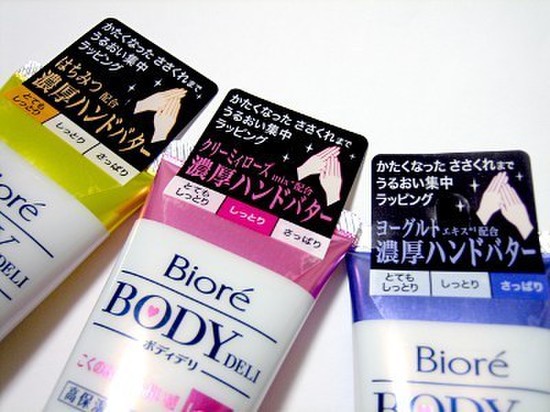 かたくなった ささくれまで
うるおい集中
ラッピング
はちみつ 配合
濃厚ハンドバター
とても
しっとり
しっとり
さっぱり
Bioré
DELI
かたくなった ささくれまで
うるおい集中
ラッピング
クリーミィローズ mix 配合
濃厚ハンドバター
とても
しっとり
しっとり
さっぱり
Bioré
BODY
DELI
ボディデリ
高保
かたくなった ささくれまで
うるおい集中
ラッピング
ヨーグルト エキス*1 配合
濃厚ハンドバター
とても
しっとり
しっとり
さっぱり
Bioré
BODY